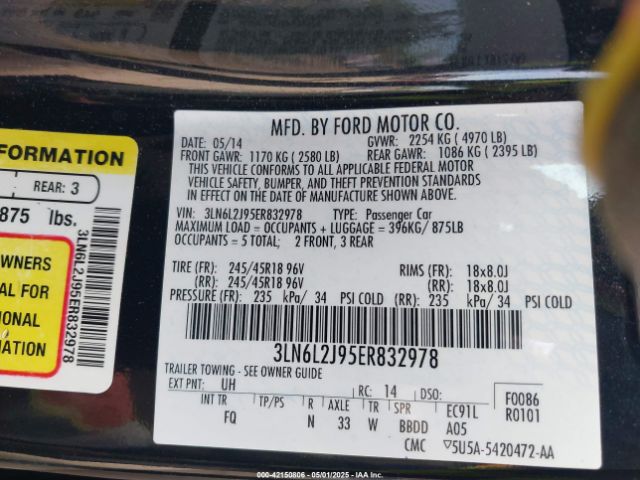 MFD. BY FORD MOTOR CO.
DATE: 05/14 GVWR: 2254 KG ( 4970 LB)
FRONT GAWR: 1170 KG ( 2580 LB) REAR GAWR: 1086 KG ( 2395 LB)
THIS VEHICLE CONFORMS TO ALL APPLICABLE FEDERAL MOTOR
VEHICLE SAFETY, BUMPER, AND THEFT PREVENTION STANDARDS
IN EFFECT ON THE DATE OF MANUFACTURE SHOWN ABOVE.
VIN: 3LN6L2J95ER832978 TYPE: Passenger Car
MAXIMUM LOAD = OCCUPANTS + LUGGAGE = 396KG/ 875LB
OCCUPANTS = 5 TOTAL; 2 FRONT, 3 REAR
TIRE (FR): 245/45R18 96V RIMS (FR): 18x8.0J
(RR): 245/45R18 96V (RR): 18x8.0J
PRESSURE (FR): 235 kPa/ 34 PSI COLD (RR): 235 kPa/ 34 PSI COLD
3LN6L2J95ER832978
TRAILER TOWING - SEE OWNER GUIDE
EXT PNT: UH RC: 14 DSO: F0086
INT TR TP/PS R AXLE TR SPR EC91L R0101
FQ N 33 W BBDD A05
CMC 5U5A-5420472-AA
FORMATION
REAR: 3
875 lbs.
3LN6L2J95ER832978
OWNERS
AL FOR
IONAL
MATION
000-42150806 - 05/01/2025 - IAAI.COM